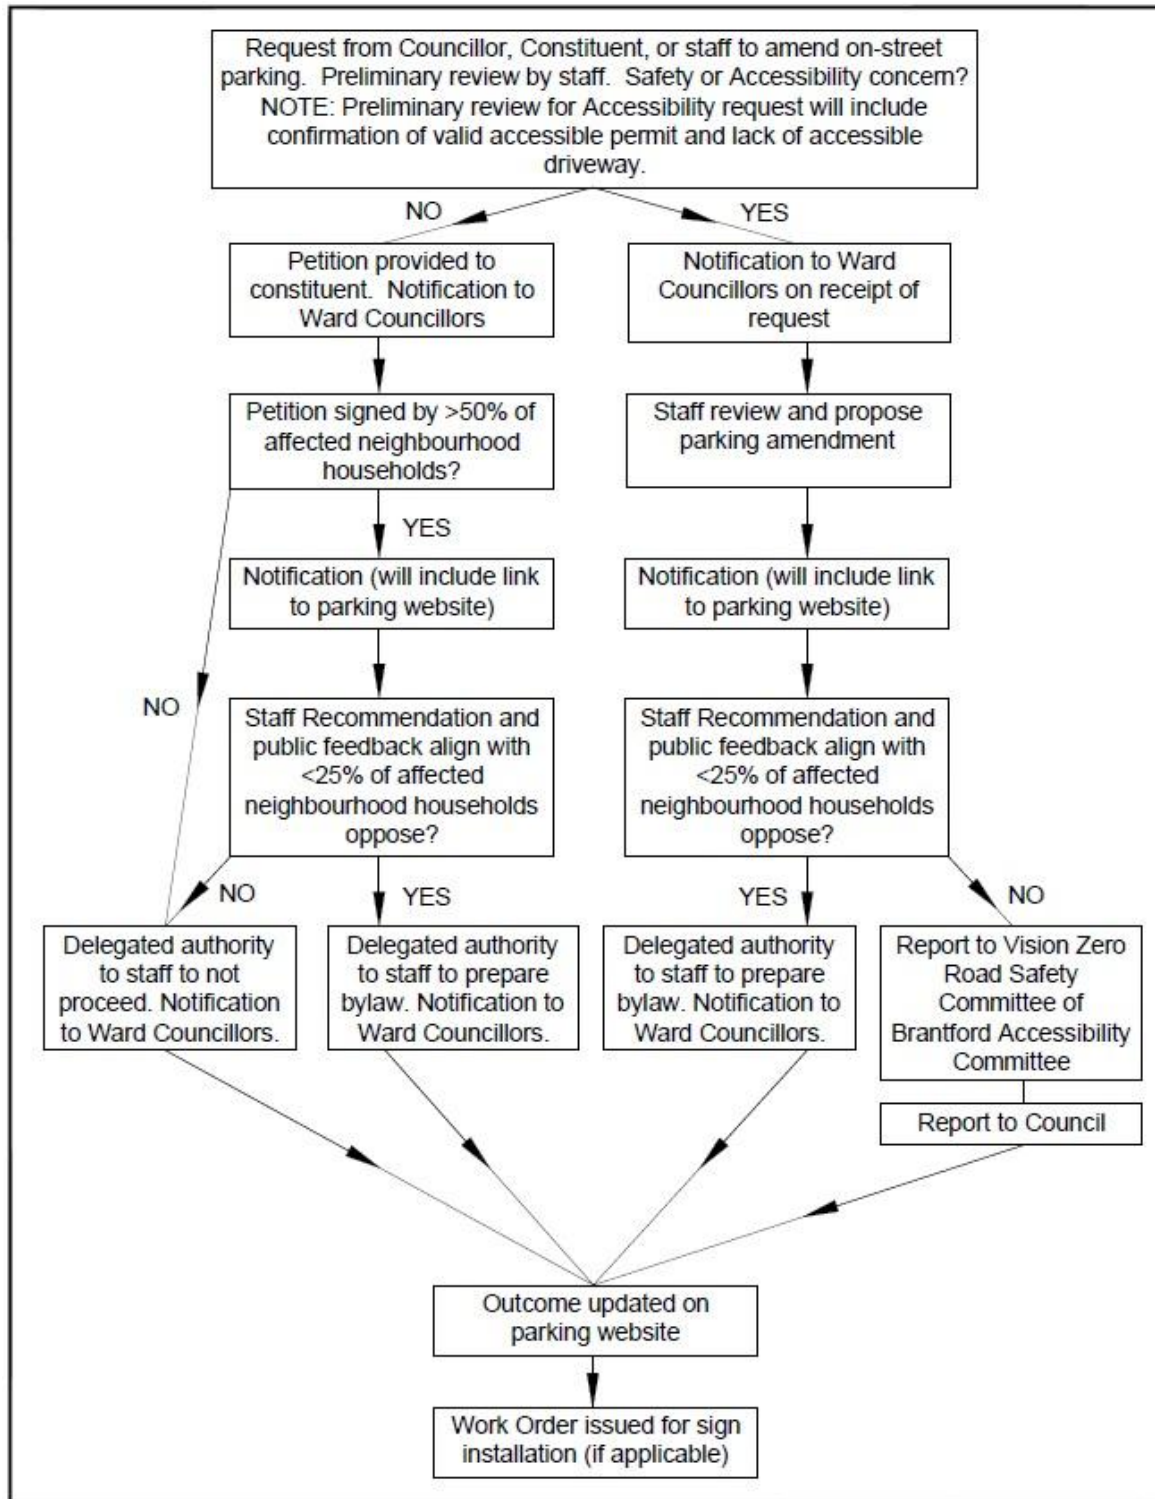 Request from Councillor, Constituent, or staff to amend on-street
parking. Preliminary review by staff. Safety or Accessibility concern?
NOTE: Preliminary review for Accessibility request will include
confirmation of valid accessible permit and lack of accessible
driveway.
NO
YES
Petition provided to
constituent. Notification to
Ward Councillors
Notification to Ward
Councillors on receipt of
request
Petition signed by >50% of
affected neighbourhood
households?
Staff review and propose
parking amendment
YES
Notification (will include link
to parking website)
Notification (will include link
to parking website)
NO
Staff Recommendation and
public feedback align with
<25% of affected
neighbourhood households
oppose?
Staff Recommendation and
public feedback align with
<25% of affected
neighbourhood households
oppose?
NO
YES
YES
NO
Delegated authority
to staff to not
proceed. Notification
to Ward Councillors.
Delegated authority
to staff to prepare
bylaw. Notification to
Ward Councillors.
Delegated authority
to staff to prepare
bylaw. Notification to
Ward Councillors.
Report to Vision Zero
Road Safety
Committee of
Brantford Accessibility
Committee
Report to Council
Outcome updated on
parking website
Work Order issued for sign
installation (if applicable)